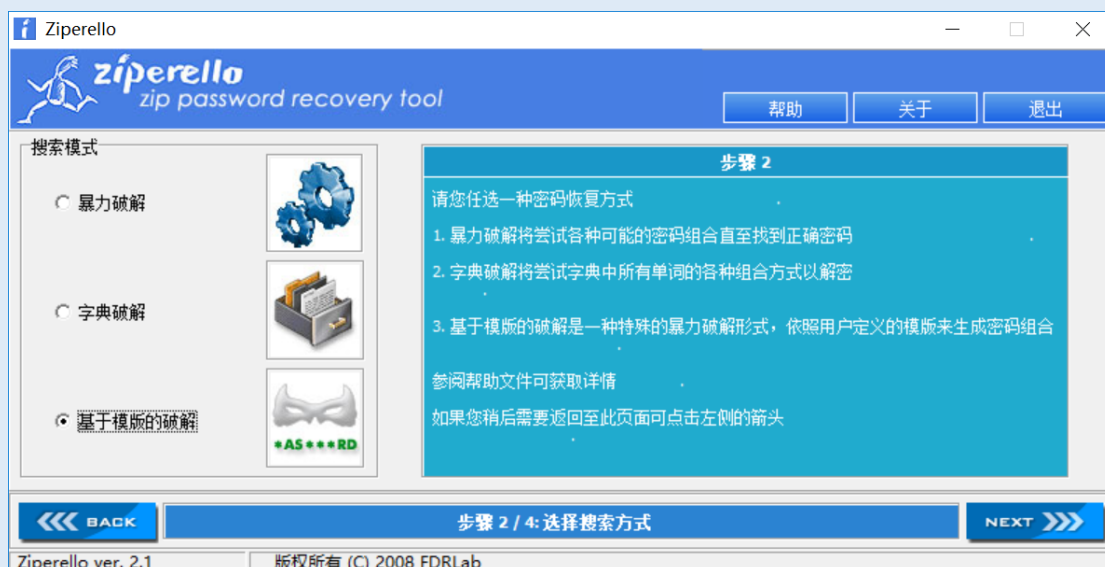 Ziperello
ziperello
zip password recovery tool
帮助
关于
退出
搜索模式
暴力破解
字典破解
基于模版的破解
*AS***RD
步骤 2
请您任选一种密码恢复方式
1. 暴力破解将尝试各种可能的密码组合直至找到正确密码
2. 字典破解将尝试字典中所有单词的各种组合方式以解密
3. 基于模版的破解是一种特殊的暴力破解形式，依照用户定义的模版来生成密码组合
参阅帮助文件可获取详情
如果您稍后需要返回至此页面可点击左侧的箭头
BACK
步骤 2 / 4: 选择搜索方式
NEXT
Ziperello ver. 2.1
版权所有 (C) 2008 FDRLab